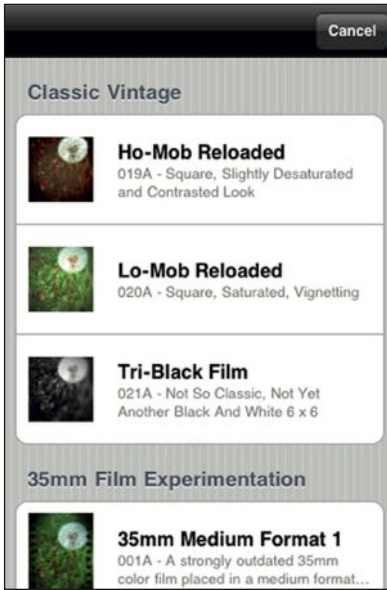 Cancel
Classic Vintage
Ho-Mob Reloaded
019A - Square, Slightly Desaturated
and Contrasted Look
Lo-Mob Reloaded
020A - Square, Saturated, Vignetting
Tri-Black Film
021A - Not So Classic, Not Yet
Another Black And White 6 x 6
35mm Film Experimentation
35mm Medium Format 1
001A - A strongly outdated 35mm
color film placed in a medium format...